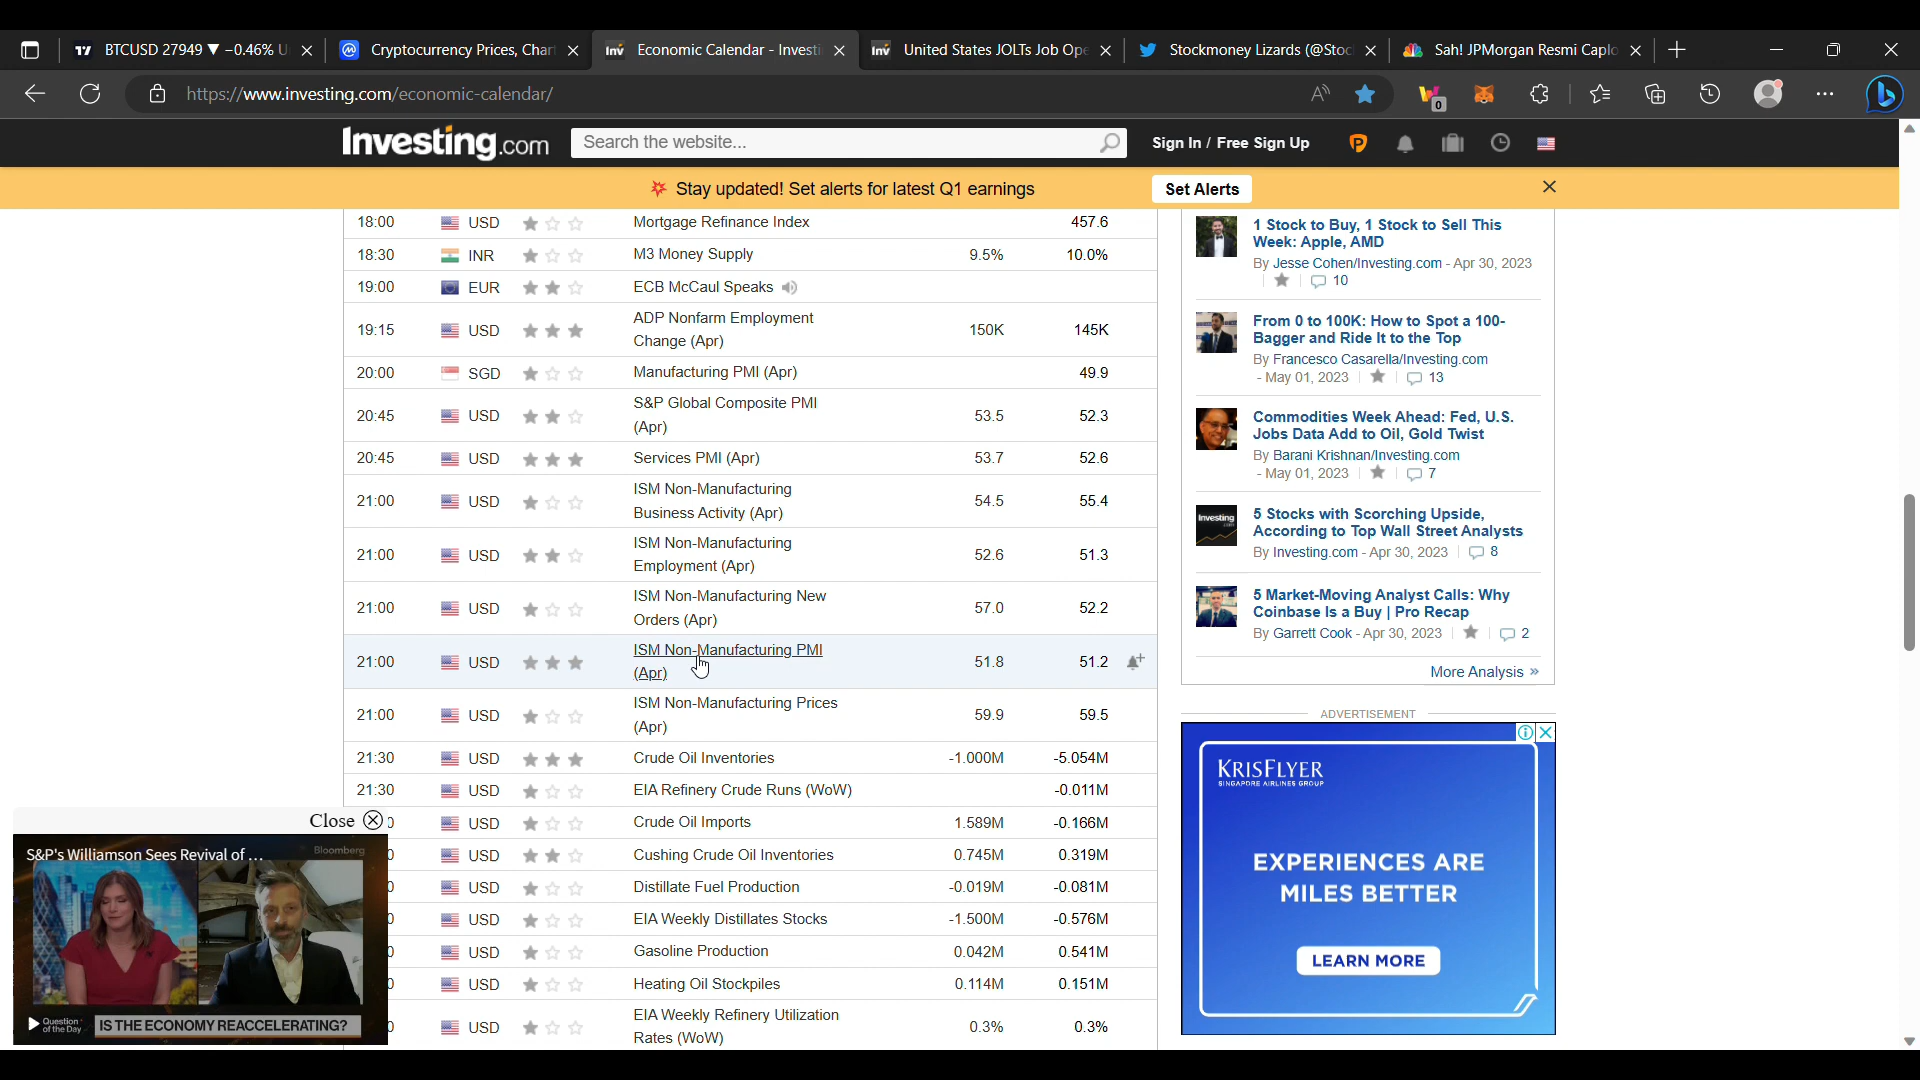 BTCUSD 27949 ▼ −0.46% U
Cryptocurrency Prices, Chart
Economic Calendar - Investi
United States JOLTs Job Ope
Stockmoney Lizards (@Stoc
Sah! JPMorgan Resmi Caplo
https://www.investing.com/economic-calendar/
0
Investing.com
Search the website...
Sign In / Free Sign Up
Stay updated! Set alerts for latest Q1 earnings
Set Alerts
18:00 USD Mortgage Refinance Index 457.6
18:30 INR M3 Money Supply 9.5% 10.0%
19:00 EUR ECB McCaul Speaks
19:15 USD ADP Nonfarm Employment Change (Apr) 150K 145K
20:00 SGD Manufacturing PMI (Apr) 49.9
20:45 USD S&P Global Composite PMI (Apr) 53.5 52.3
20:45 USD Services PMI (Apr) 53.7 52.6
21:00 USD ISM Non-Manufacturing Business Activity (Apr) 54.5 55.4
21:00 USD ISM Non-Manufacturing Employment (Apr) 52.6 51.3
21:00 USD ISM Non-Manufacturing New Orders (Apr) 57.0 52.2
21:00 USD ISM Non-Manufacturing PMI (Apr) 51.8 51.2
21:00 USD ISM Non-Manufacturing Prices (Apr) 59.9 59.5
21:30 USD Crude Oil Inventories -1.000M -5.054M
21:30 USD EIA Refinery Crude Runs (WoW) -0.011M
0 USD Crude Oil Imports 1.589M -0.166M
0 USD Cushing Crude Oil Inventories 0.745M 0.319M
0 USD Distillate Fuel Production -0.019M -0.081M
0 USD EIA Weekly Distillates Stocks -1.500M -0.576M
0 USD Gasoline Production 0.042M 0.541M
0 USD Heating Oil Stockpiles 0.114M 0.151M
0 USD EIA Weekly Refinery Utilization Rates (WoW) 0.3% 0.3%
Close
S&P's Williamson Sees Revival of ...
Bloomberg
Question of the Day
IS THE ECONOMY REACCELERATING?
1 Stock to Buy, 1 Stock to Sell This
Week: Apple, AMD
By Jesse Cohen/Investing.com - Apr 30, 2023
10
From 0 to 100K: How to Spot a 100-
Bagger and Ride It to the Top
By Francesco Casarella/Investing.com
- May 01, 2023
13
Commodities Week Ahead: Fed, U.S.
Jobs Data Add to Oil, Gold Twist
By Barani Krishnan/Investing.com
- May 01, 2023
7
Investing.com
5 Stocks with Scorching Upside,
According to Top Wall Street Analysts
By Investing.com - Apr 30, 2023
8
5 Market-Moving Analyst Calls: Why
Coinbase Is a Buy | Pro Recap
By Garrett Cook - Apr 30, 2023
2
More Analysis »
ADVERTISEMENT
KRISFLYER
SINGAPORE AIRLINES GROUP
EXPERIENCES ARE
MILES BETTER
LEARN MORE